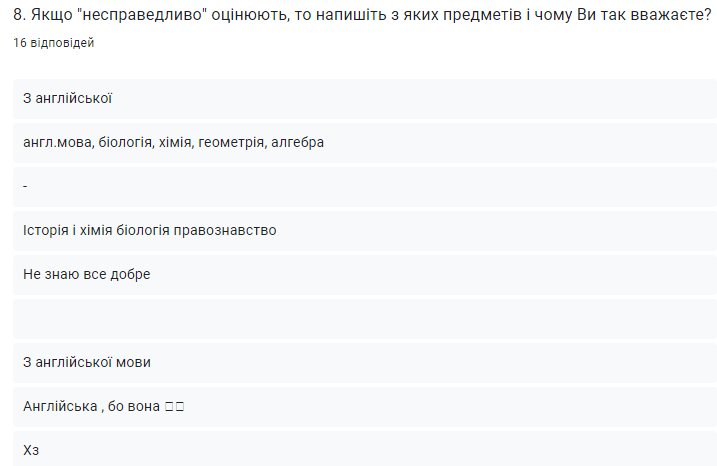 8. Якщо "несправедливо" оцінюють, то напишіть з яких предметів і чому Ви так вважаєте?
16 відповідей
З англійської
англ.мова, біологія, хімія, геометрія, алгебра
-
Історія і хімія біологія правознавство
Не знаю все добре
З англійської мови
Англійська , бо вона
Хз